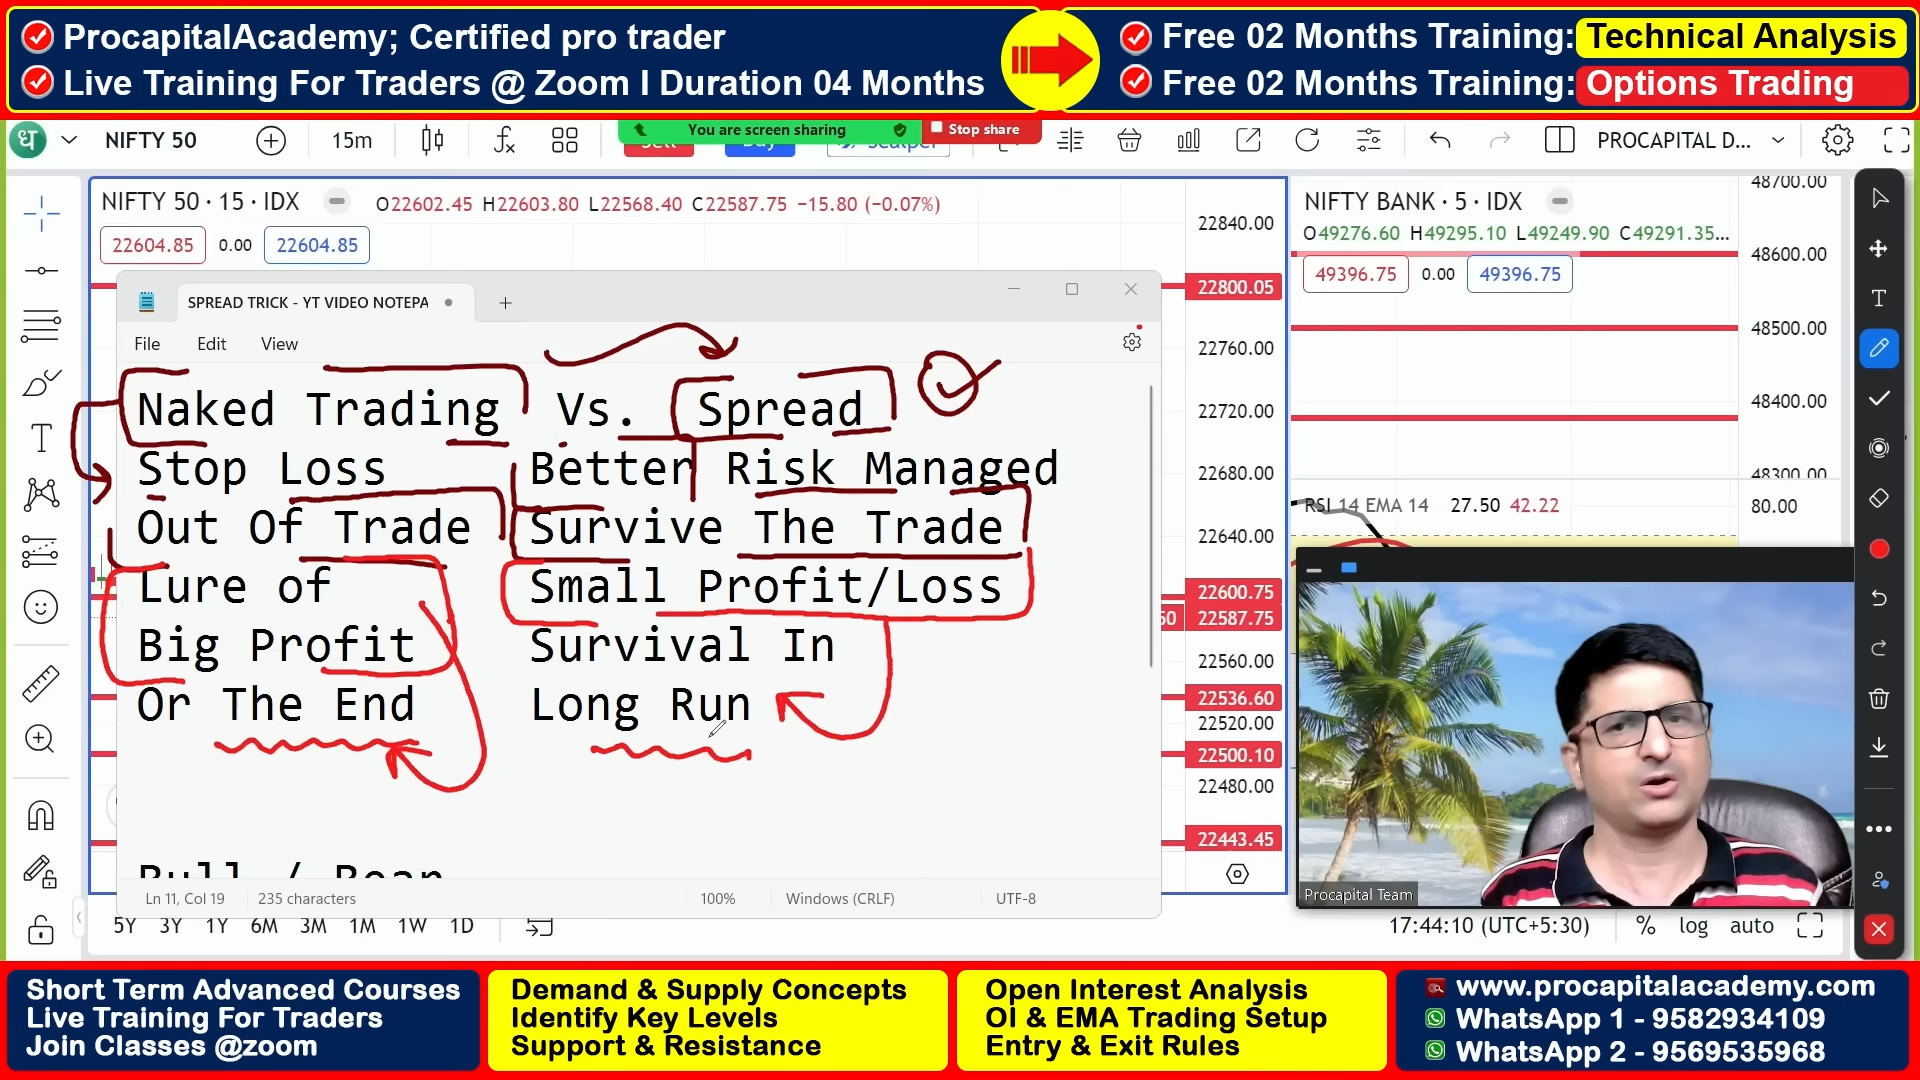 ProcapitalAcademy; Certified pro trader
Live Training For Traders @ Zoom I Duration 04 Months
Free 02 Months Training: Technical Analysis
Free 02 Months Training: Options Trading
ध NIFTY 50 15m
You are screen sharing Stop share
PROCAPITAL D...
NIFTY 50 · 15 · IDX O22602.45 H22603.80 L22568.40 C22587.75 −15.80 (−0.07%)
22604.85 0.00 22604.85
NIFTY BANK · 5 · IDX
O49276.60 H49295.10 L49249.90 C49291.35...
49396.75 0.00 49396.75
SPREAD TRICK - YT VIDEO NOTEPA
File Edit View
Naked Trading Vs. Spread
Stop Loss Better Risk Managed
Out Of Trade Survive The Trade
Lure of Small Profit/Loss
Big Profit Survival In
Or The End Long Run
Bull / Bear
Ln 11, Col 19 235 characters 100% Windows (CRLF) UTF-8
22840.00
22800.05
22760.00
22720.00
22680.00
22640.00
22600.75
22587.75
22560.00
22536.60
22520.00
22500.10
22480.00
22443.45
48700.00
48600.00
48500.00
48400.00
48300.00
RSI 14 EMA 14 27.50 42.22
80.00
Procapital Team
5Y 3Y 1Y 6M 3M 1M 1W 1D
17:44:10 (UTC+5:30) % log auto
Short Term Advanced Courses
Live Training For Traders
Join Classes @zoom
Demand & Supply Concepts
Identify Key Levels
Support & Resistance
Open Interest Analysis
OI & EMA Trading Setup
Entry & Exit Rules
www.procapitalacademy.com
WhatsApp 1 - 9582934109
WhatsApp 2 - 9569535968